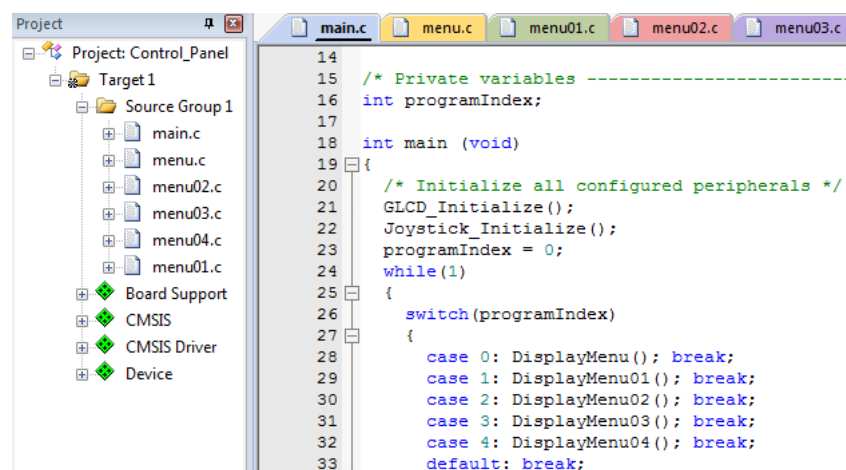 Project
Project: Control_Panel
Target 1
Source Group 1
main.c
menu.c
menu02.c
menu03.c
menu04.c
menu01.c
Board Support
CMSIS
CMSIS Driver
Device
main.c menu.c menu01.c menu02.c menu03.c
14
15 /* Private variables --------------------------
16 int programIndex;
17
18 int main (void)
19 {
20 /* Initialize all configured peripherals */
21 GLCD_Initialize();
22 Joystick_Initialize();
23 programIndex = 0;
24 while(1)
25 {
26 switch(programIndex)
27 {
28 case 0: DisplayMenu(); break;
29 case 1: DisplayMenu01(); break;
30 case 2: DisplayMenu02(); break;
31 case 3: DisplayMenu03(); break;
32 case 4: DisplayMenu04(); break;
33 default: break;